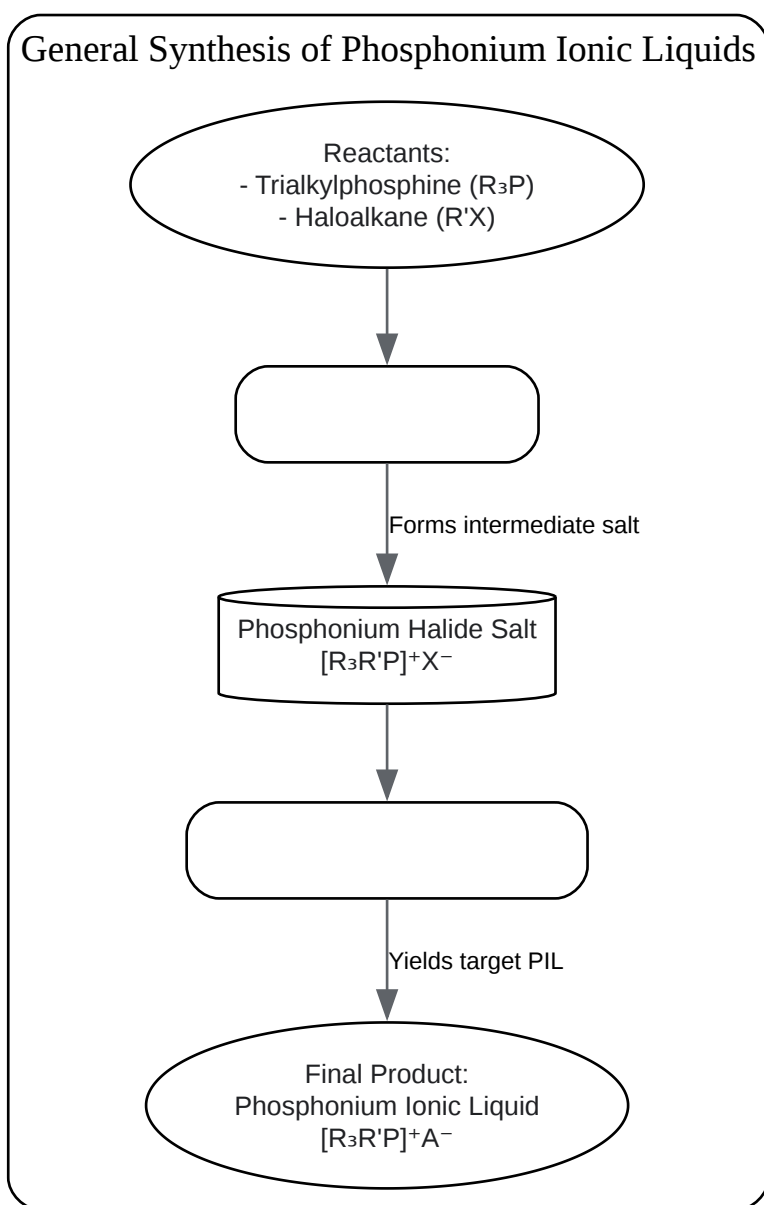 General Synthesis of Phosphonium Ionic Liquids
Reactants:
- Trialkylphosphine (R₃P)
- Haloalkane (R'X)
Forms intermediate salt
Phosphonium Halide Salt
[R₃R'P]⁺X⁻
Yields target PIL
Final Product:
Phosphonium Ionic Liquid
[R₃R'P]⁺A⁻